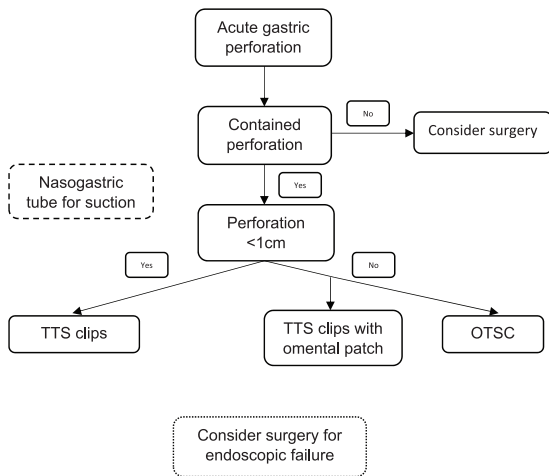 Acute gastric
perforation
No
Contained
perforation
Consider surgery
Nasogastric
tube for suction
Yes
Perforation
<1cm
Yes
No
TTS clips
TTS clips with
omental patch
OTSC
Consider surgery for
endoscopic failure